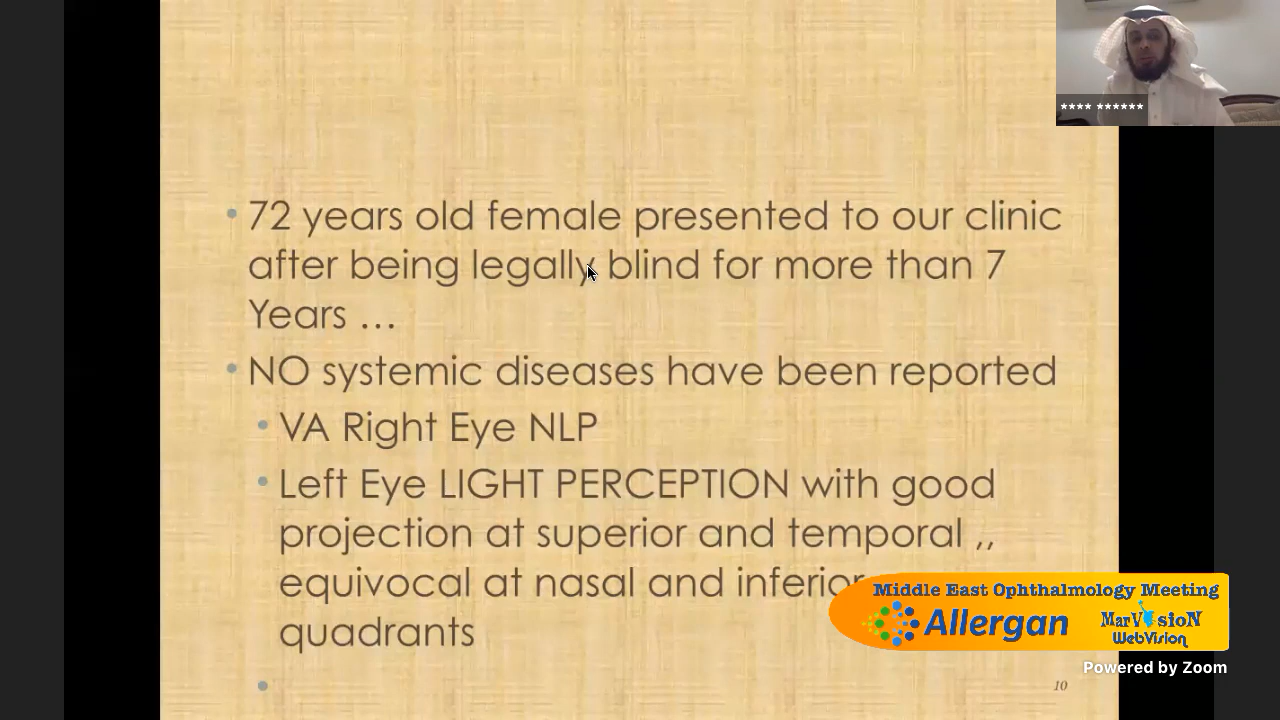 **** ******
• 72 years old female presented to our clinic
after being legally blind for more than 7
Years ...
• NO systemic diseases have been reported
• VA Right Eye NLP
• Left Eye LIGHT PERCEPTION with good
projection at superior and temporal ,,
equivocal at nasal and inferior
quadrants
Middle East Ophthalmology Meeting
Allergan
MarVisioN
WebVision
Powered by Zoom
10